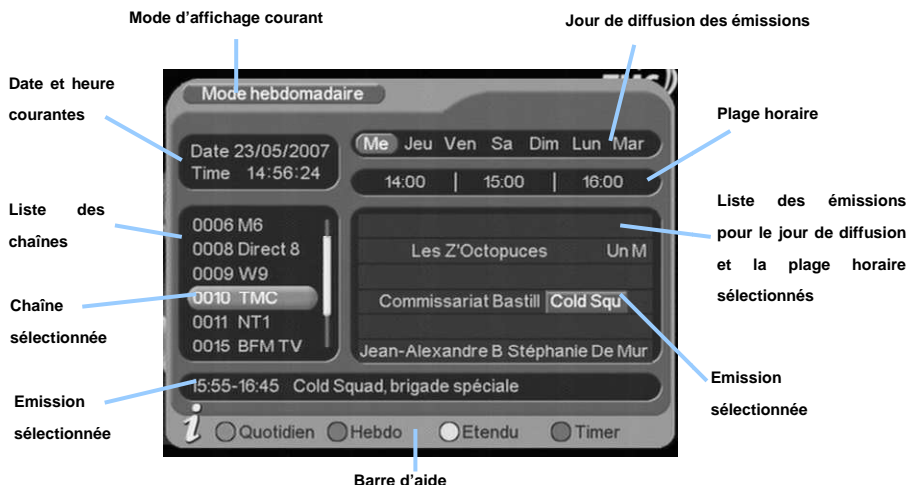 Mode d'affichage courant
Jour de diffusion des émissions
Date et heure
courantes
Plage horaire
Liste des
chaînes
Chaîne
sélectionnée
Emission
sélectionnée
Liste des émissions
pour le jour de diffusion
et la plage horaire
sélectionnés
Emission
sélectionnée
Barre d'aide
Mode hebdomadaire
Date 23/05/2007
Time 14:56:24
Me Jeu Ven Sa Dim Lun Mar
14:00 | 15:00 | 16:00
0006 M6
0008 Direct 8
0009 W9
0010 TMC
0011 NT1
0015 BFM TV
Les Z'Octopuces Un M
Commissariat Bastill Cold Squ
Jean-Alexandre B Stéphanie De Mur
15:55-16:45 Cold Squad, brigade spéciale
i Quotidien Hebdo Etendu Timer